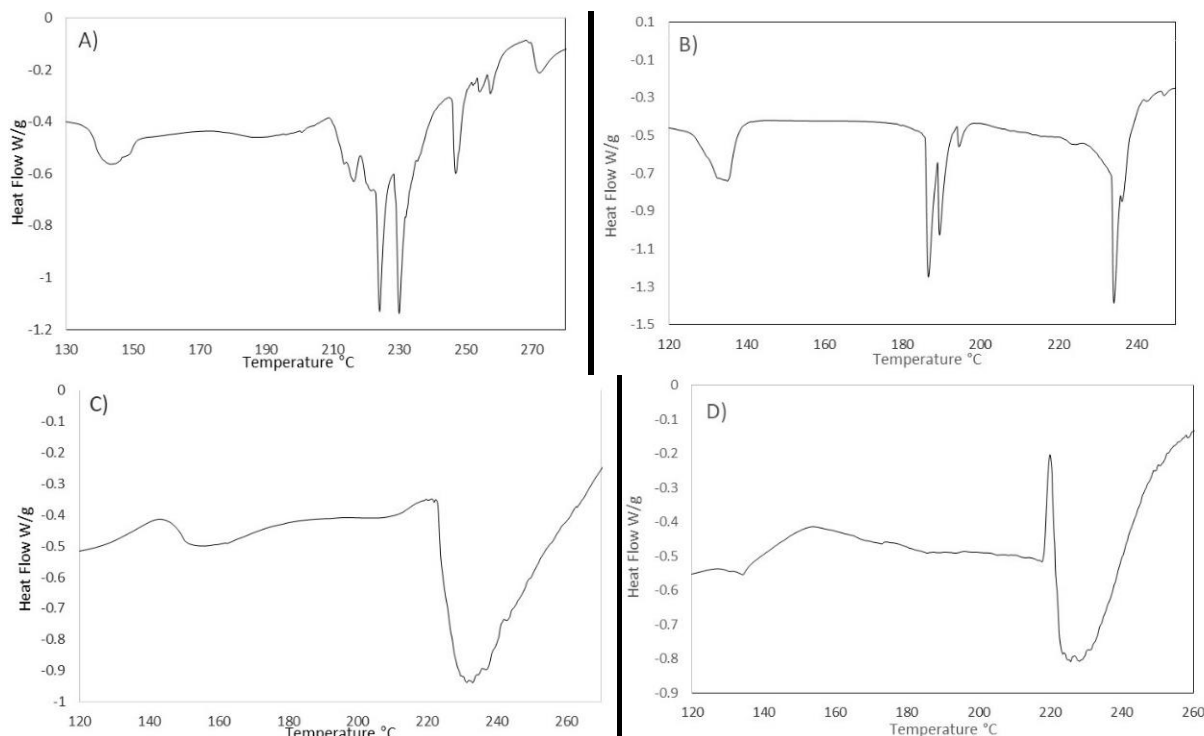 A)
0
-0.2
-0.4
-0.6
-0.8
-1
-1.2
Heat Flow W/g
130 150 170 190 210 230 250 270
Temperature °C
B)
0.1
-0.1
-0.3
-0.5
-0.7
-0.9
-1.1
-1.3
-1.5
Heat Flow W/g
120 140 160 180 200 220 240
Temperature °C
C)
0
-0.1
-0.2
-0.3
-0.4
-0.5
-0.6
-0.7
-0.8
-0.9
-1
Heat Flow W/g
120 140 160 180 200 220 240 260
Temperature °C
D)
0
-0.1
-0.2
-0.3
-0.4
-0.5
-0.6
-0.7
-0.8
-0.9
Heat Flow W/g
120 140 160 180 200 220 240 260
Temperature °C